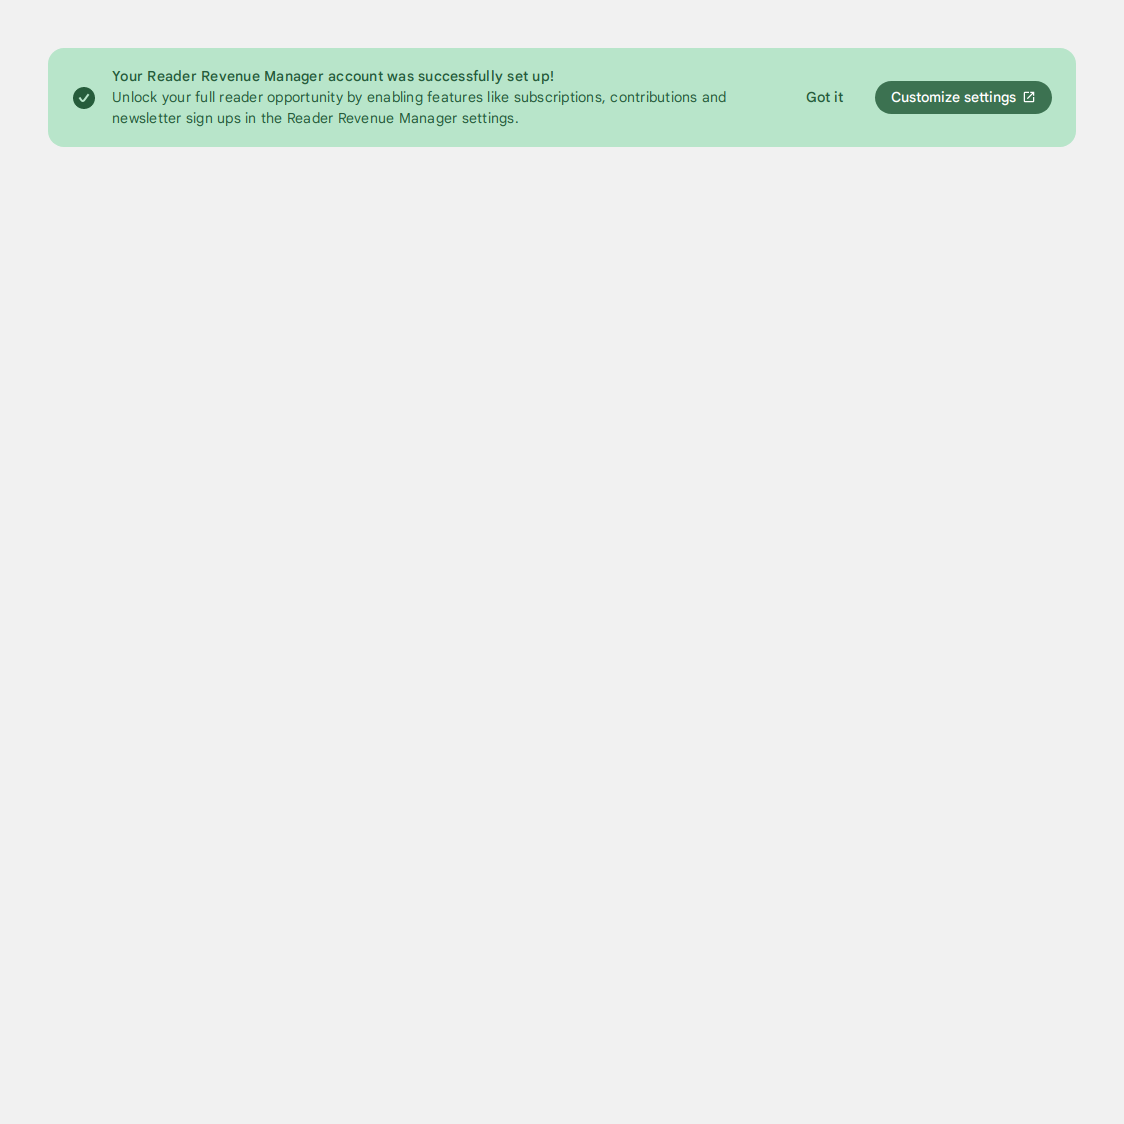 Your Reader Revenue Manager account was successfully set up!
Unlock your full reader opportunity by enabling features like subscriptions, contributions and
newsletter sign ups in the Reader Revenue Manager settings.
Got it
Customize settings